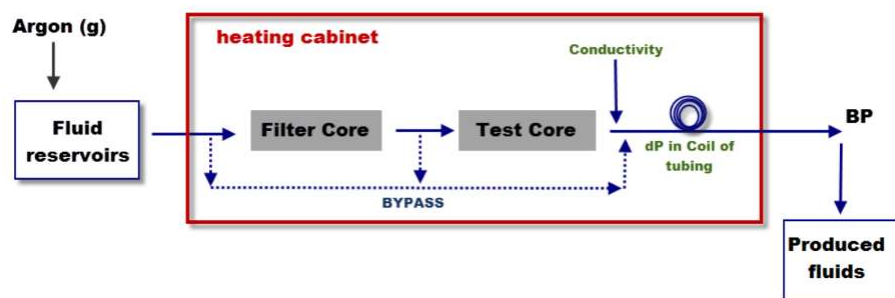 Argon (g)
heating cabinet
Conductivity
Fluid
reservoirs
Filter Core
Test Core
BP
dP in Coil of
tubing
BYPASS
Produced
fluids